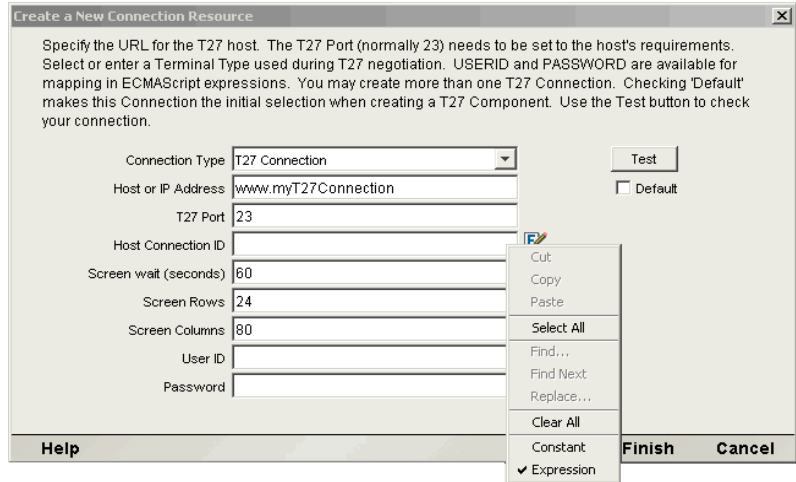 Create a New Connection Resource
Specify the URL for the T27 host. The T27 Port (normally 23) needs to be set to the host's requirements.
Select or enter a Terminal Type used during T27 negotiation. USERID and PASSWORD are available for
mapping in ECMAScript expressions. You may create more than one T27 Connection. Checking 'Default'
makes this Connection the initial selection when creating a T27 Component. Use the Test button to check
your connection.
Connection Type T27 Connection Test
Host or IP Address www.myT27Connection Default
T27 Port 23
Host Connection ID
Cut
Screen wait (seconds) 60
Copy
Screen Rows 24 Paste
Screen Columns 80 Select All
User ID Find...
Find Next
Password
Replace...
Clear All
Help Constant Finish Cancel
Expression